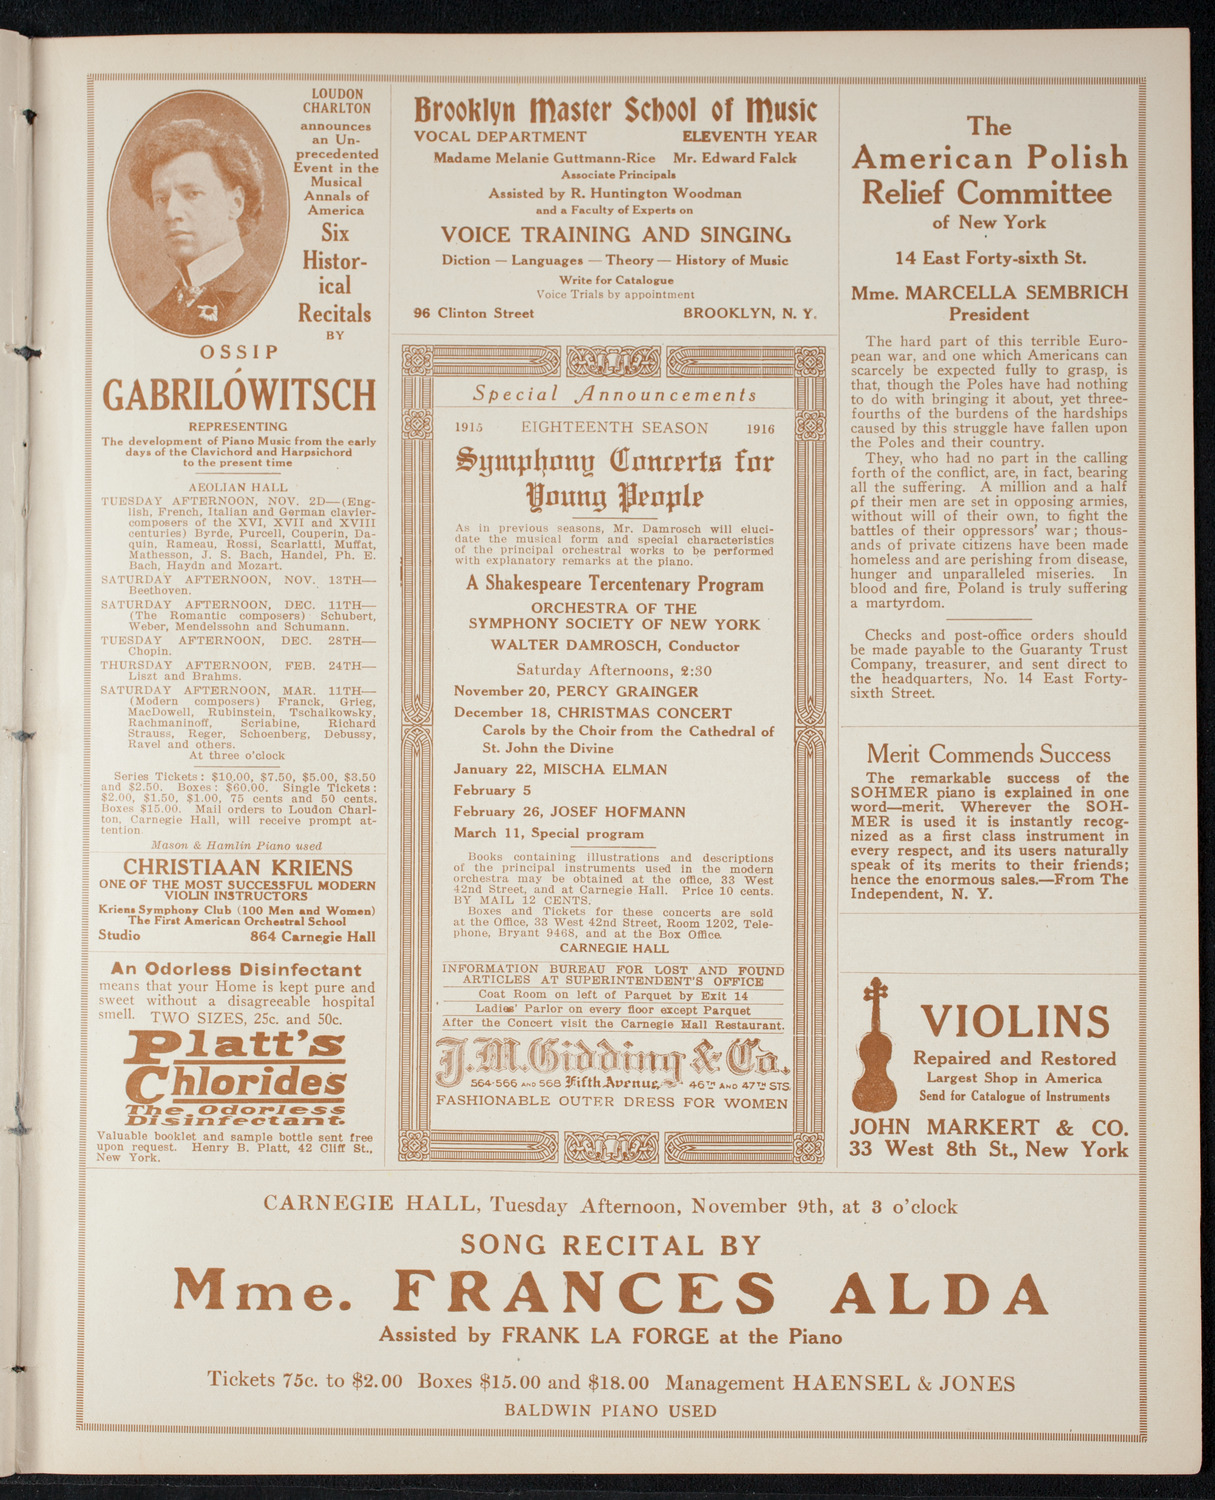 LOUDON
CHARLTON
announces
an Un-
precedented
Event in the
Musical
Annals of
America
Six
Histor-
ical
Recitals
BY
OSSIP
GABRILÓWITSCH
REPRESENTING
The development of Piano Music from the early
days of the Clavichord and Harpsichord
to the present time
AEOLIAN HALL
TUESDAY AFTERNOON, NOV. 2D—(Eng-
lish, French, Italian and German clavier-
composers of the XVI, XVII and XVIII
centuries) Byrde, Purcell, Couperin, Da-
quin, Rameau, Rossi, Scarlatti, Muffat,
Mathesson, J. S. Bach, Handel, Ph. E.
Bach, Haydn and Mozart.
SATURDAY AFTERNOON, NOV. 13TH—
Beethoven.
SATURDAY AFTERNOON, DEC. 11TH—
(The Romantic composers) Schubert,
Weber, Mendelssohn and Schumann.
TUESDAY AFTERNOON, DEC. 28TH—
Chopin.
THURSDAY AFTERNOON, FEB. 24TH—
Liszt and Brahms.
SATURDAY AFTERNOON, MAR. 11TH—
(Modern composers) Franck, Grieg,
MacDowell, Rubinstein, Tschaikowsky,
Rachmaninoff, Scriabine, Richard
Strauss, Reger, Schoenberg, Debussy,
Ravel and others.
At three o'clock
Series Tickets: $10.00, $7.50, $5.00, $3.50
and $2.50. Boxes: $60.00. Single Tickets:
$2.00, $1.50, $1.00, 75 cents and 50 cents.
Boxes $15.00. Mail orders to Loudon Charl-
ton, Carnegie Hall, will receive prompt at-
tention
Mason & Hamlin Piano used
CHRISTIAAN KRIENS
ONE OF THE MOST SUCCESSFUL MODERN
VIOLIN INSTRUCTORS
Kriens Symphony Club (100 Men and Women)
The First American Orchestral School
Studio 864 Carnegie Hall
An Odorless Disinfectant
means that your Home is kept pure and
sweet without a disagreeable hospital
smell. TWO SIZES, 25c. and 50c.
Platt's
Chlorides
The Odorless
Disinfectant.
Valuable booklet and sample bottle sent free
upon request. Henry B. Platt, 42 Cliff St.,
New York.
Brooklyn Master School of Music
VOCAL DEPARTMENT ELEVENTH YEAR
Madame Melanie Guttmann-Rice Mr. Edward Falck
Associate Principals
Assisted by R. Huntington Woodman
and a Faculty of Experts on
VOICE TRAINING AND SINGING
Diction — Languages — Theory — History of Music
Write for Catalogue
Voice Trials by appointment
96 Clinton Street BROOKLYN, N. Y.
Special Announcements
1915 EIGHTEENTH SEASON 1916
Symphony Concerts for
Young People
As in previous seasons, Mr. Damrosch will eluci-
date the musical form and special characteristics
of the principal orchestral works to be performed
with explanatory remarks at the piano.
A Shakespeare Tercentenary Program
ORCHESTRA OF THE
SYMPHONY SOCIETY OF NEW YORK
WALTER DAMROSCH, Conductor
Saturday Afternoons, 2:30
November 20, PERCY GRAINGER
December 18, CHRISTMAS CONCERT
Carols by the Choir from the Cathedral of
St. John the Divine
January 22, MISCHA ELMAN
February 5
February 26, JOSEF HOFMANN
March 11, Special program
Books containing illustrations and descriptions
of the principal instruments used in the modern
orchestra may be obtained at the office, 33 West
42nd Street, and at Carnegie Hall. Price 10 cents.
BY MAIL 12 CENTS.
Boxes and Tickets for these concerts are sold
at the Office, 33 West 42nd Street, Room 1202, Tele-
phone, Bryant 9468, and at the Box Office.
CARNEGIE HALL
INFORMATION BUREAU FOR LOST AND FOUND
ARTICLES AT SUPERINTENDENT'S OFFICE
Coat Room on left of Parquet by Exit 14
Ladies' Parlor on every floor except Parquet
After the Concert visit the Carnegie Hall Restaurant.
J.M. Gidding & Co.
564-566 AND 568 Fifth Avenue, 46TH AND 47TH STS.
FASHIONABLE OUTER DRESS FOR WOMEN
The
American Polish
Relief Committee
of New York
14 East Forty-sixth St.
Mme. MARCELLA SEMBRICH
President
The hard part of this terrible Euro-
pean war, and one which Americans can
scarcely be expected fully to grasp, is
that, though the Poles have had nothing
to do with bringing it about, yet three-
fourths of the burdens of the hardships
caused by this struggle have fallen upon
the Poles and their country.
They, who had no part in the calling
forth of the conflict, are, in fact, bearing
all the suffering. A million and a half
of their men are set in opposing armies,
without will of their own, to fight the
battles of their oppressors' war; thous-
ands of private citizens have been made
homeless and are perishing from disease,
hunger and unparalleled miseries. In
blood and fire, Poland is truly suffering
a martyrdom.
Checks and post-office orders should
be made payable to the Guaranty Trust
Company, treasurer, and sent direct to
the headquarters, No. 14 East Forty-
sixth Street.
Merit Commends Success
The remarkable success of the
SOHMER piano is explained in one
word—merit. Wherever the SOH-
MER is used it is instantly recog-
nized as a first class instrument in
every respect, and its users naturally
speak of its merits to their friends;
hence the enormous sales.—From The
Independent, N. Y.
VIOLINS
Repaired and Restored
Largest Shop in America
Send for Catalogue of Instruments
JOHN MARKERT & CO.
33 West 8th St., New York
CARNEGIE HALL, Tuesday Afternoon, November 9th, at 3 o'clock
SONG RECITAL BY
Mme. FRANCES ALDA
Assisted by FRANK LA FORGE at the Piano
Tickets 75c. to $2.00 Boxes $15.00 and $18.00 Management HAENSEL & JONES
BALDWIN PIANO USED